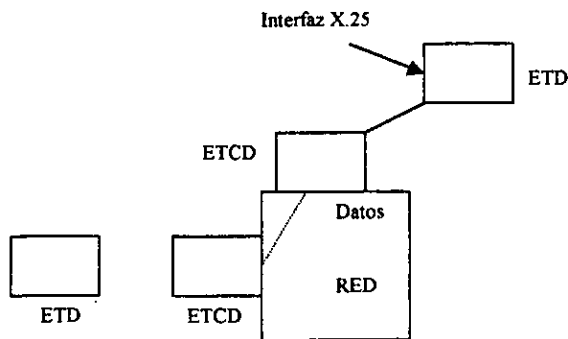 Interfaz X.25
ETD
ETCD
Datos
RED
ETD
ETCD